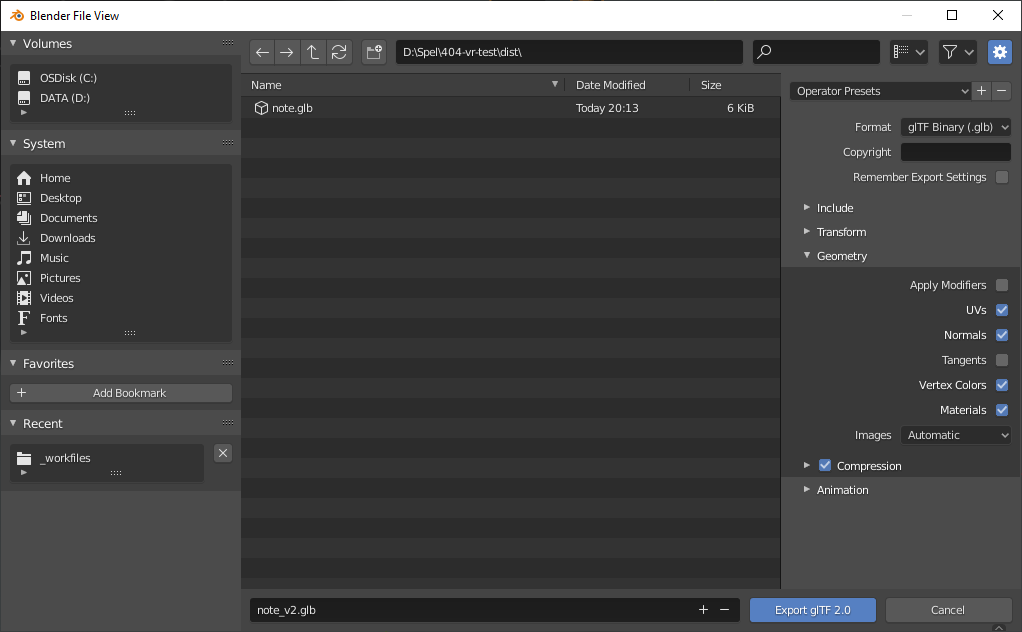 Blender File View
Volumes
OSDisk (C:)
DATA (D:)
System
Home
Desktop
Documents
Downloads
Music
Pictures
Videos
Fonts
Favorites
Add Bookmark
Recent
_workfiles
D:\Spel\404-vr-test\dist\
Name Date Modified Size
note.glb Today 20:13 6 KiB
Operator Presets
Format glTF Binary (.glb)
Copyright
Remember Export Settings
Include
Transform
Geometry
Apply Modifiers
UVs
Normals
Tangents
Vertex Colors
Materials
Images Automatic
Compression
Animation
note_v2.glb
Export glTF 2.0
Cancel